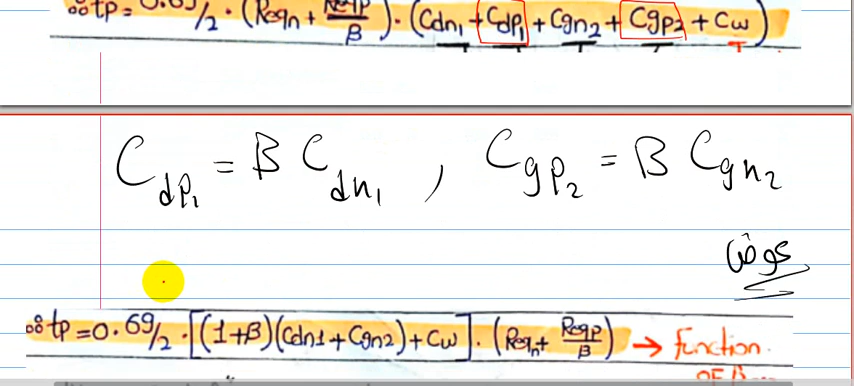 ∴ tp = 0.69/2 · (Reqn + Reqp/β) · (Cdn1 + Cdp1 + Cgn2 + Cgp2 + Cw)
Cdp1 = B Cdn1 , Cgp2 = B Cgn2
عوض
∴ tp = 0.69/2 · [(1+β)(Cdn1 + Cgn2) + Cw] · (Reqn + Reqp/β) → function
OF B